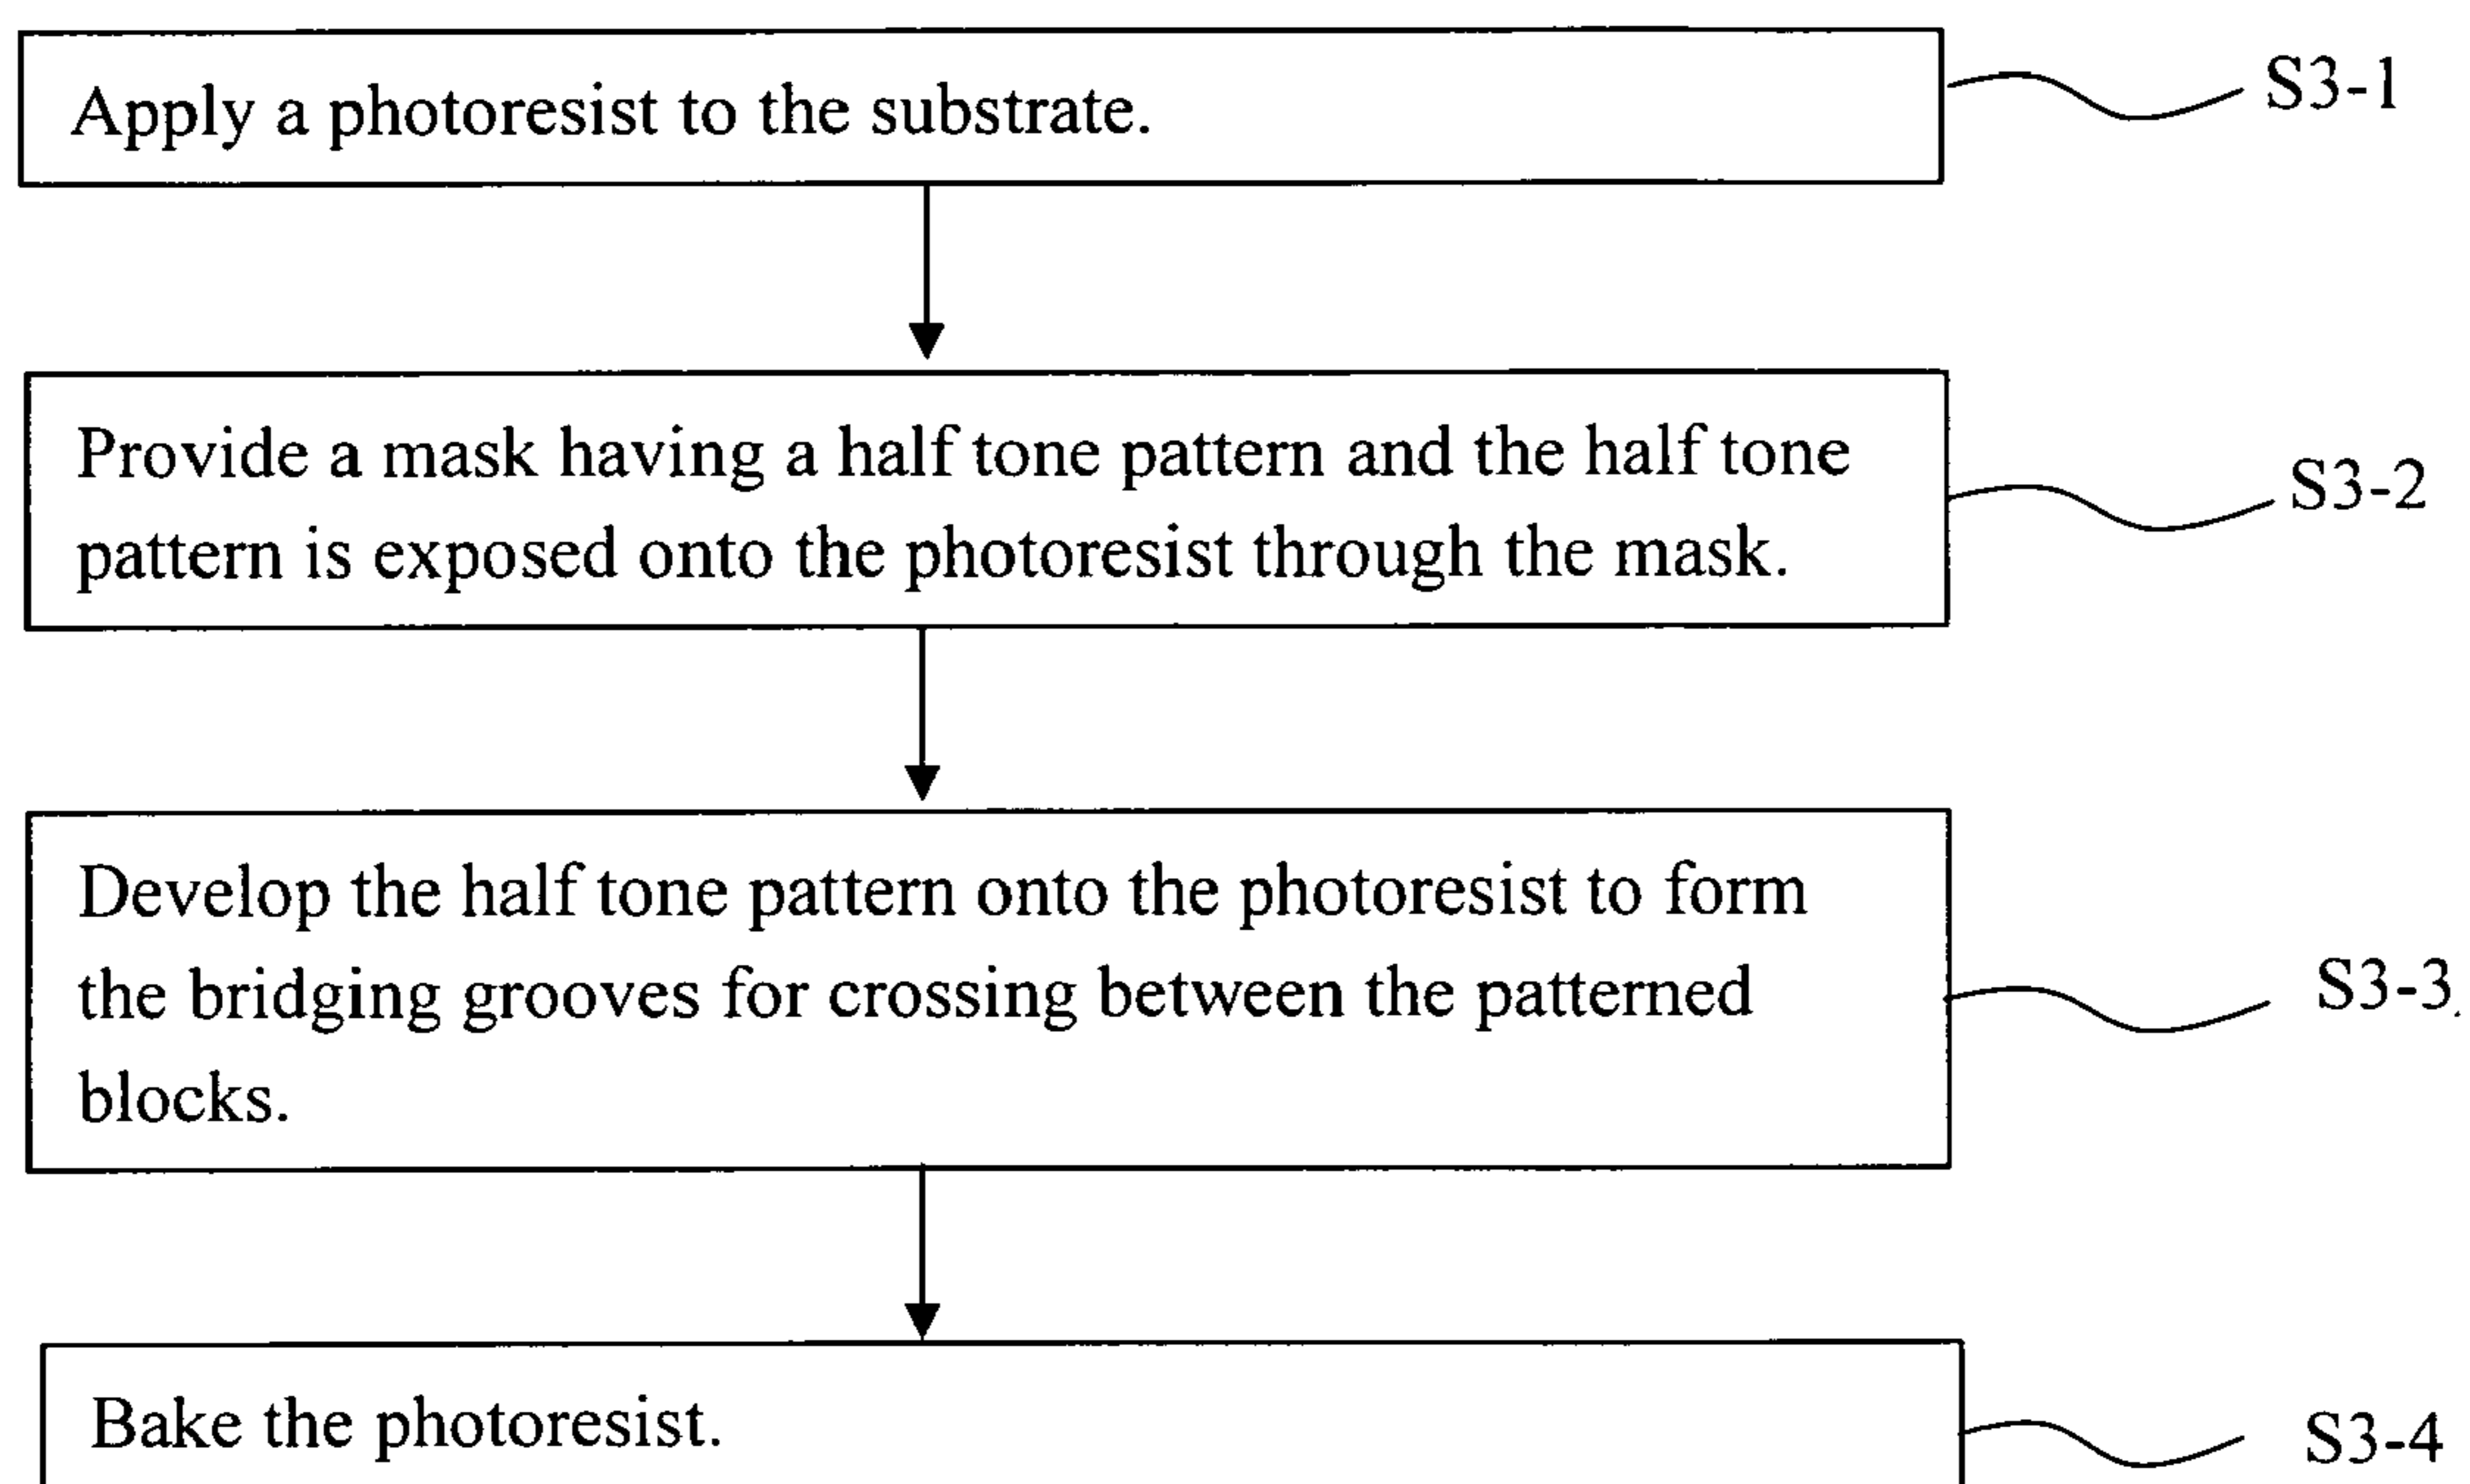 Apply a photoresist to the substrate.
S3-1
Provide a mask having a half tone pattern and the half tone
pattern is exposed onto the photoresist through the mask.
S3-2
Develop the half tone pattern onto the photoresist to form
the bridging grooves for crossing between the patterned
blocks.
S3-3
Bake the photoresist.
S3-4